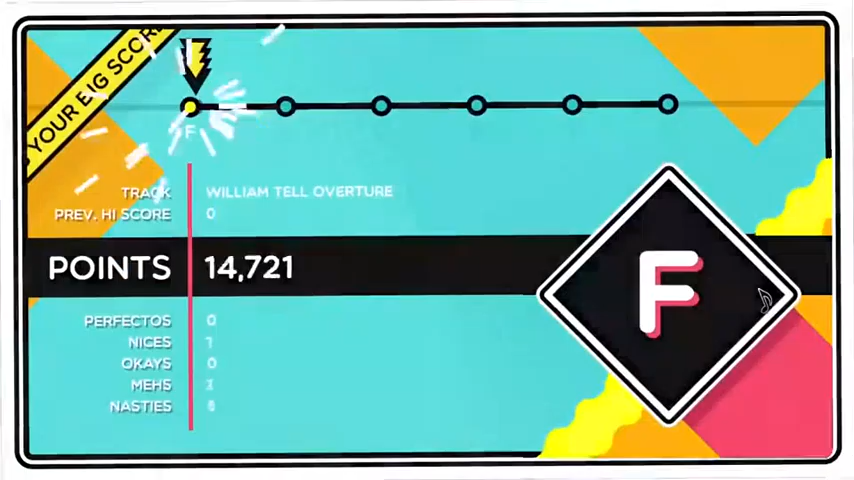 YOUR BIG SCORE
F
TRACK WILLIAM TELL OVERTURE
PREV. HI SCORE 0
POINTS 14,721
F
PERFECTOS 0
NICES
OKAYS 0
MEHS
NASTIES